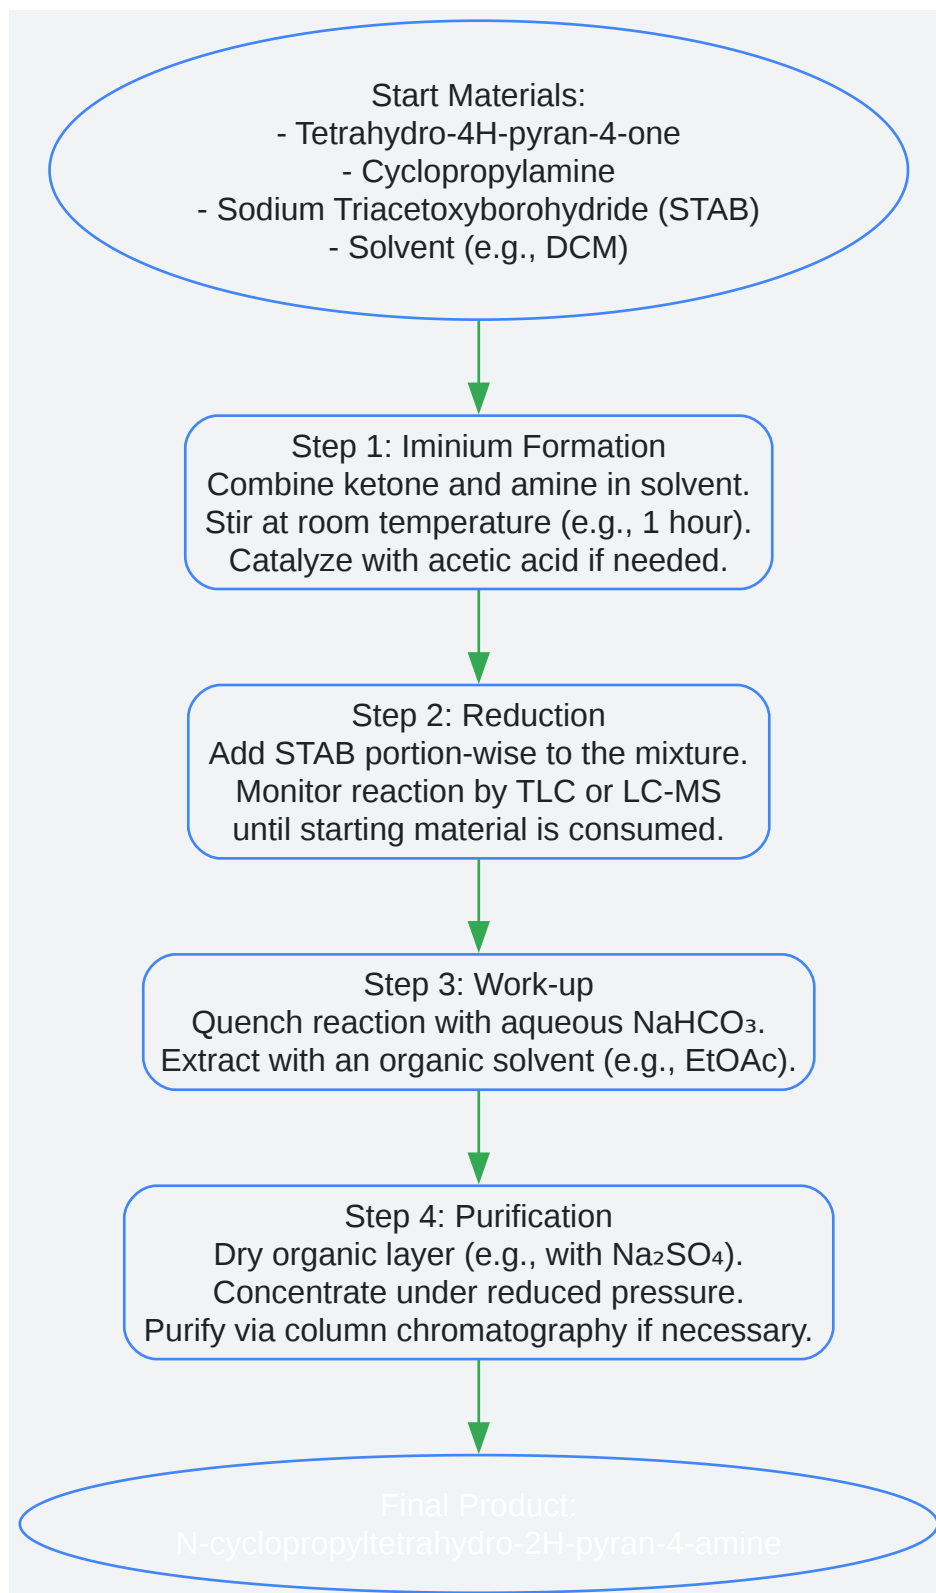 Start Materials:
- Tetrahydro-4H-pyran-4-one
- Cyclopropylamine
- Sodium Triacetoxyborohydride (STAB)
- Solvent (e.g., DCM)
Step 1: Iminium Formation
Combine ketone and amine in solvent.
Stir at room temperature (e.g., 1 hour).
Catalyze with acetic acid if needed.
Step 2: Reduction
Add STAB portion-wise to the mixture.
Monitor reaction by TLC or LC-MS
until starting material is consumed.
Step 3: Work-up
Quench reaction with aqueous NaHCO₃.
Extract with an organic solvent (e.g., EtOAc).
Step 4: Purification
Dry organic layer (e.g., with Na₂SO₄).
Concentrate under reduced pressure.
Purify via column chromatography if necessary.
Final Product:
N-cyclopropyltetrahydro-2H-pyran-4-amine